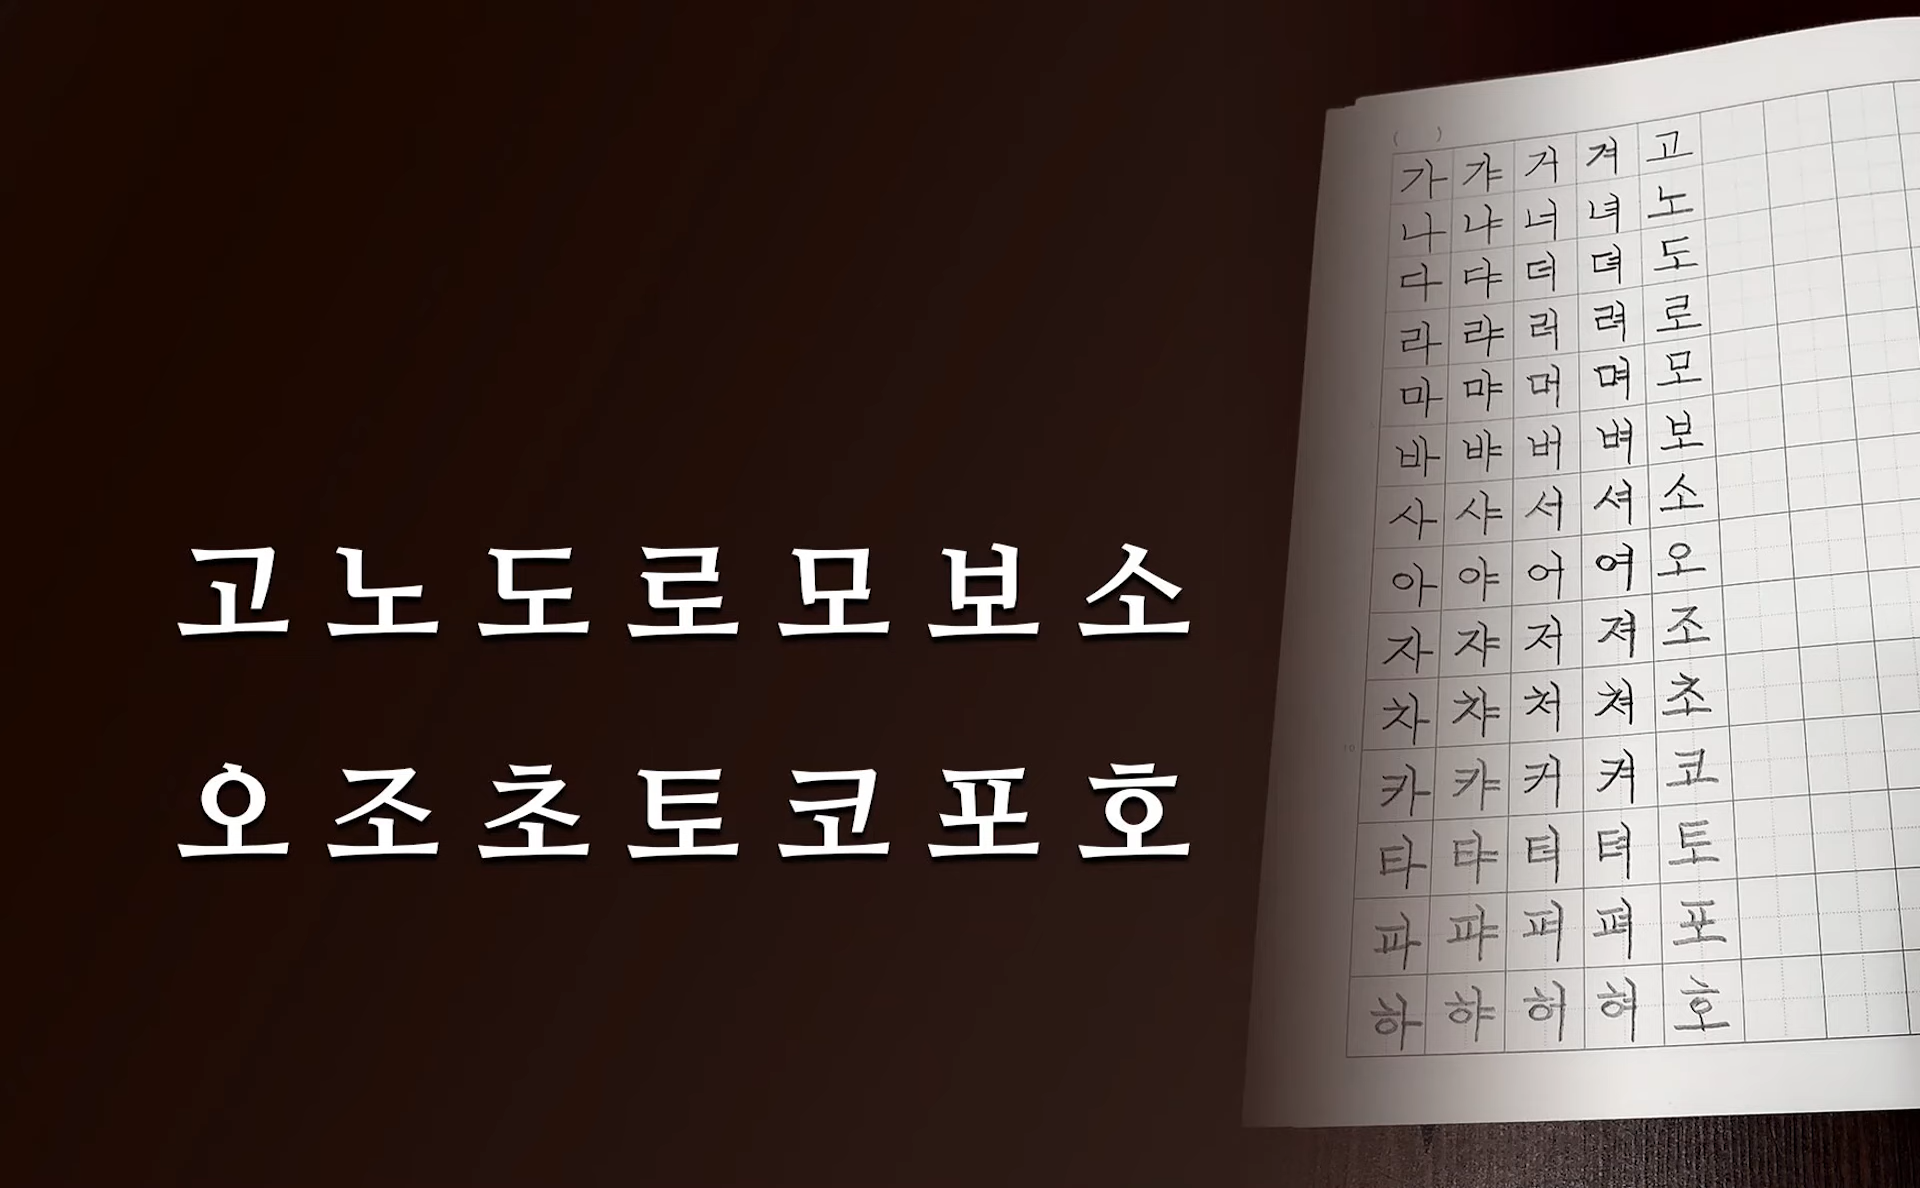 고 노 도 로 모 보 소
오 조 초 토 코 포 호
( )
가 갸 거 겨 고
나 냐 너 녀 노
다 댜 더 뎌 도
라 랴 러 려 로
마 먀 머 며 모
바 뱌 버 벼 보
사 샤 서 셔 소
아 야 어 여 오
자 쟈 저 져 조
차 챠 처 쳐 초
10
카 캬 커 켜 코
타 탸 터 텨 토
파 퍄 퍼 펴 포
하 햐 허 혀 호